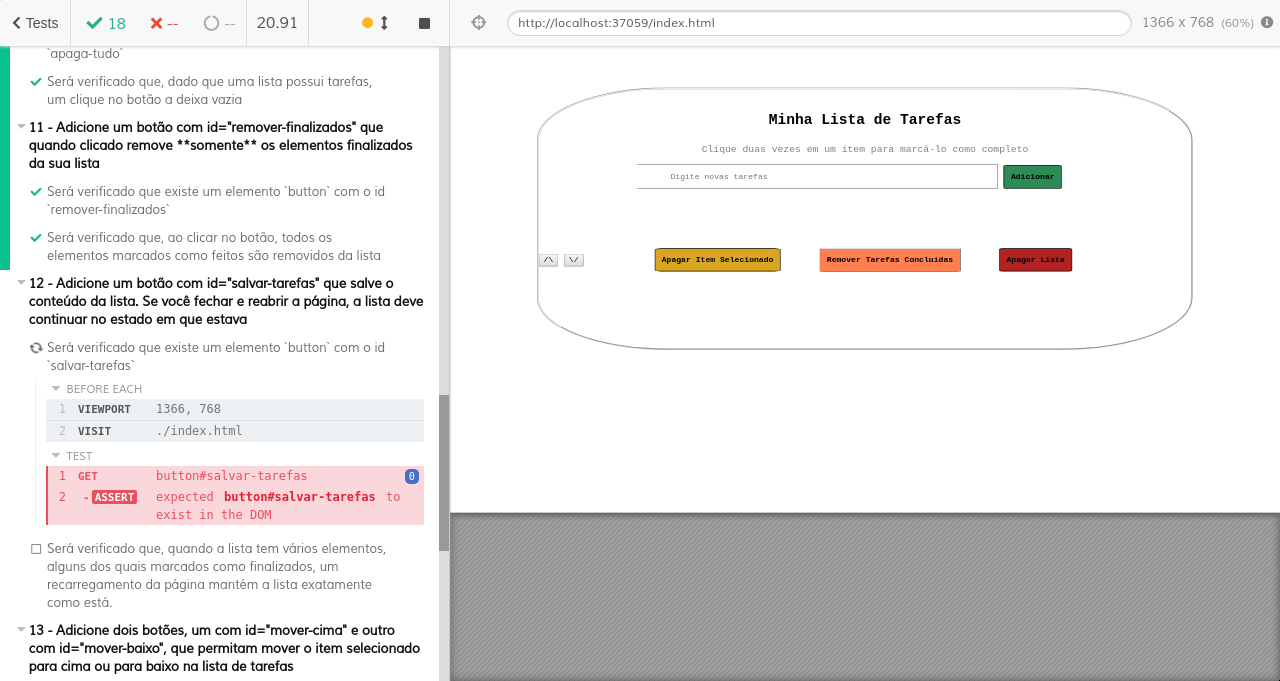 Tests 18 -- -- 20.91
http://localhost:37059/index.html 1366 x 768 (60%)
`apaga-tudo`
Será verificado que, dado que uma lista possui tarefas,
um clique no botão a deixa vazia
11 - Adicione um botão com id="remover-finalizados" que
quando clicado remove **somente** os elementos finalizados
da sua lista
Será verificado que existe um elemento `button` com o id
`remover-finalizados`
Será verificado que, ao clicar no botão, todos os
elementos marcados como feitos são removidos da lista
12 - Adicione um botão com id="salvar-tarefas" que salve o
conteúdo da lista. Se você fechar e reabrir a página, a lista deve
continuar no estado em que estava
Será verificado que existe um elemento `button` com o id
`salvar-tarefas`
BEFORE EACH
1 VIEWPORT 1366, 768
2 VISIT ./index.html
TEST
1 GET button#salvar-tarefas 0
2 - ASSERT expected button#salvar-tarefas to
exist in the DOM
Será verificado que, quando a lista tem vários elementos,
alguns dos quais marcados como finalizados, um
recarregamento da página mantém a lista exatamente
como está.
13 - Adicione dois botões, um com id="mover-cima" e outro
com id="mover-baixo", que permitam mover o item selecionado
para cima ou para baixo na lista de tarefas
Minha Lista de Tarefas
Clique duas vezes em um item para marcá-lo como completo
Digite novas tarefas Adicionar
/\ \/ Apagar Item Selecionado Remover Tarefas Concluidas Apagar Lista